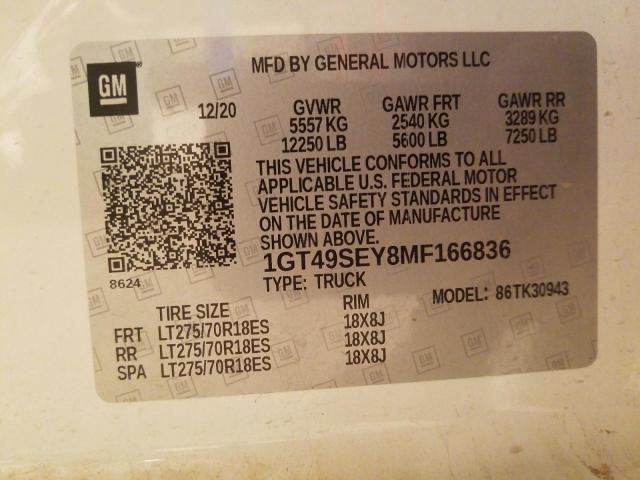 GM
MFD BY GENERAL MOTORS LLC
12/20 GVWR GAWR FRT GAWR RR
5557 KG 2540 KG 3289 KG
12250 LB 5600 LB 7250 LB
THIS VEHICLE CONFORMS TO ALL
APPLICABLE U.S. FEDERAL MOTOR
VEHICLE SAFETY STANDARDS IN EFFECT
ON THE DATE OF MANUFACTURE
SHOWN ABOVE.
1GT49SEY8MF166836
8624
TYPE: TRUCK
MODEL: 86TK30943
TIRE SIZE RIM
FRT LT275/70R18ES 18X8J
RR LT275/70R18ES 18X8J
SPA LT275/70R18ES 18X8J